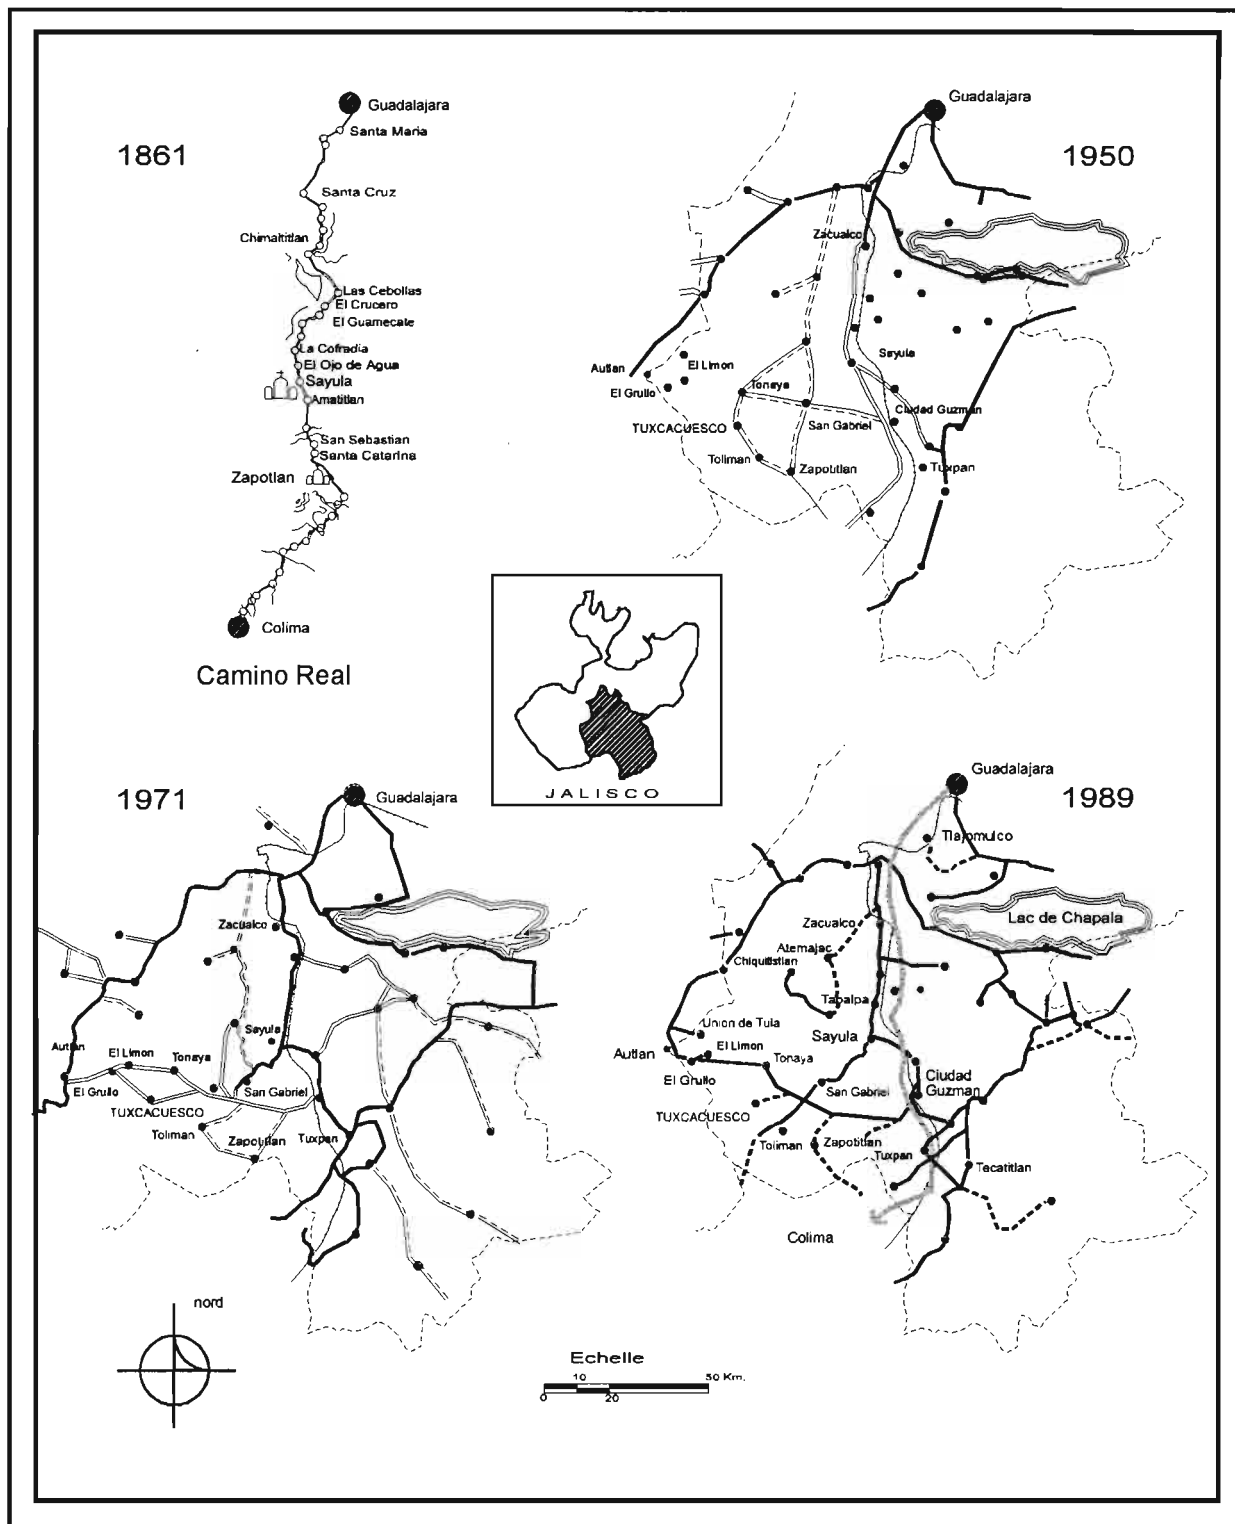 1861
Guadalajara
Santa Maria
Santa Cruz
Chimaltitlan
Las Cebollas
El Crucero
El Guamecate
La Cofradia
El Ojo de Agua
Sayula
Amatitlan
San Sebastian
Santa Catarina
Zapotlan
Colima
Camino Real
1950
Guadalajara
Zacualco
Sayula
Autlan
El Limon
El Grullo
Tonaya
Ciudad Guzman
TUXCACUESCO
San Gabriel
Toliman
Zapotitlan
Tuxpan
JALISCO
1971
Guadalajara
Zacualco
Sayula
Autlan
El Limon
Tonaya
El Grullo
San Gabriel
TUXCACUESCO
Toliman
Zapotitlan
Tuxpan
1989
Guadalajara
Tlajomulco
Lac de Chapala
Zacualco
Atemajac
Chiquilistlan
Tapalpa
Union de Tula
Sayula
El Limon
Autlan
Tonaya
El Grullo
Ciudad
Guzman
San Gabriel
TUXCACUESCO
Toliman
Zapotitlan
Tuxpan
Tecatitlan
Colima
nord
Echelle
10 50 Km.
0 20